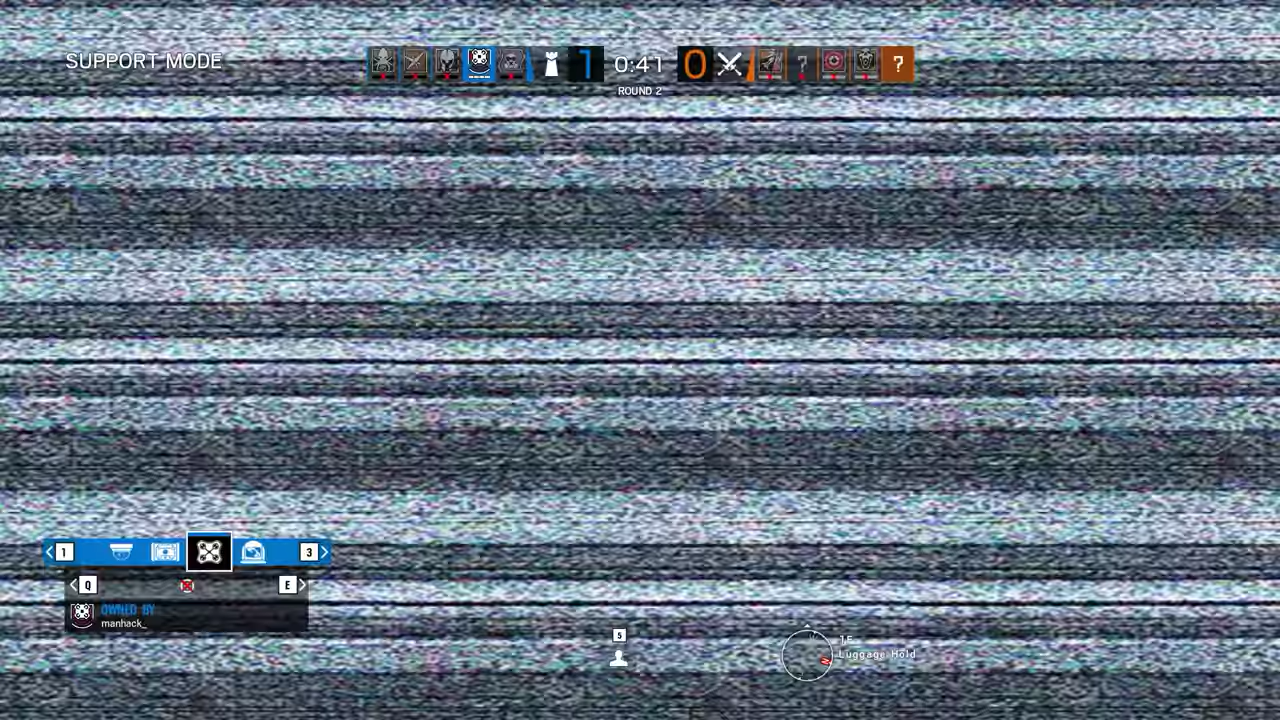 SUPPORT MODE
1 0:41 0 ? ?
ROUND 2
1 3
Q E
OWNED BY
manhack_
5
1F
Luggage Hold